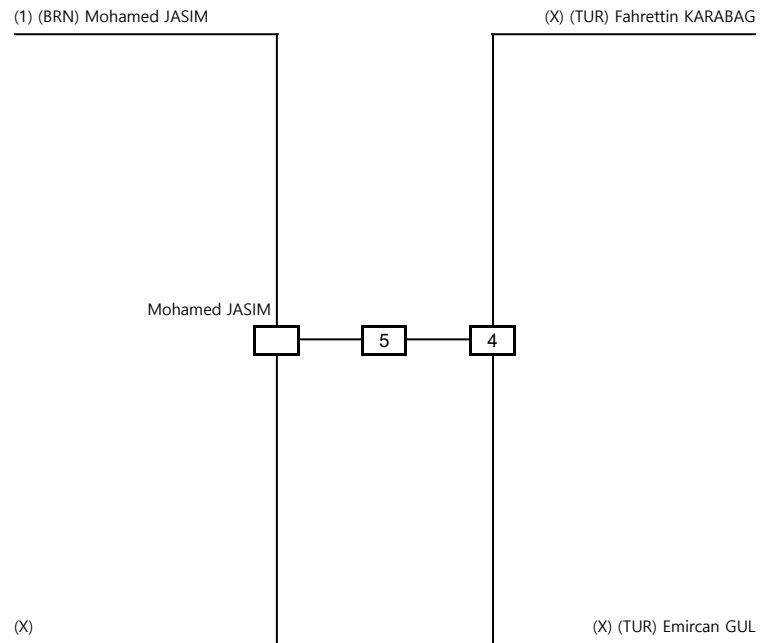 (1) (BRN) Mohamed JASIM
(X) (TUR) Fahrettin KARABAG
Mohamed JASIM
5
4
(X)
(X) (TUR) Emircan GUL